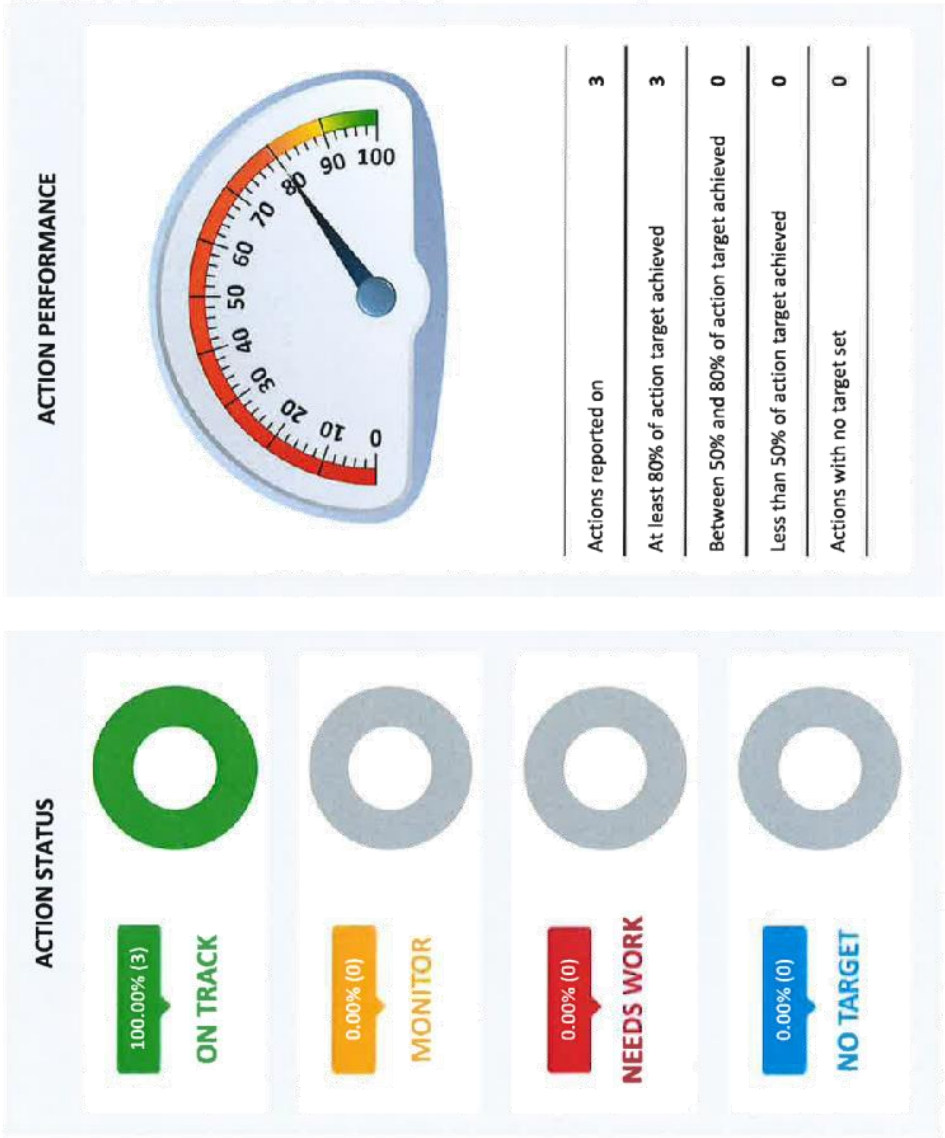 ACTION STATUS
100.00% (3)
ON TRACK
0.00% (0)
MONITOR
0.00% (0)
NEEDS WORK
0.00% (0)
NO TARGET
ACTION PERFORMANCE
0
10
20
30
40
50
60
70
80
90
100
Actions reported on 3
At least 80% of action target achieved 3
Between 50% and 80% of action target achieved 0
Less than 50% of action target achieved 0
Actions with no target set 0